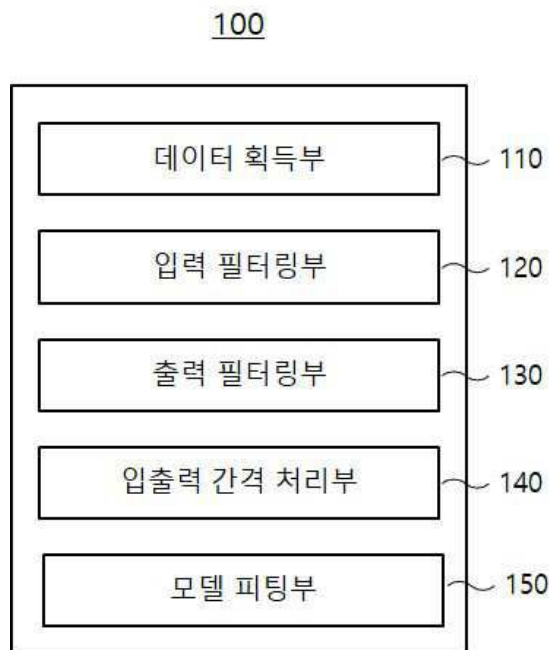 100
데이터 획득부 110
입력 필터링부 120
출력 필터링부 130
입출력 간격 처리부 140
모델 피팅부 150